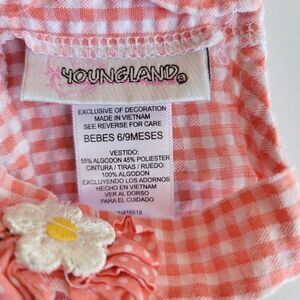 YOUNGLAND®
EXCLUSIVE OF DECORATION
MADE IN VIETNAM
SEE REVERSE FOR CARE
BEBES 6/9MESES
VESTIDO:
55% ALGODON 45% POLIESTER
CINTURA / TIRAS / RUEDO:
100% ALGODON
EXCLUYENDO LOS ADORNOS
HECHO EN VIETNAM
VER AL DORSO
PARA EL CUIDADO